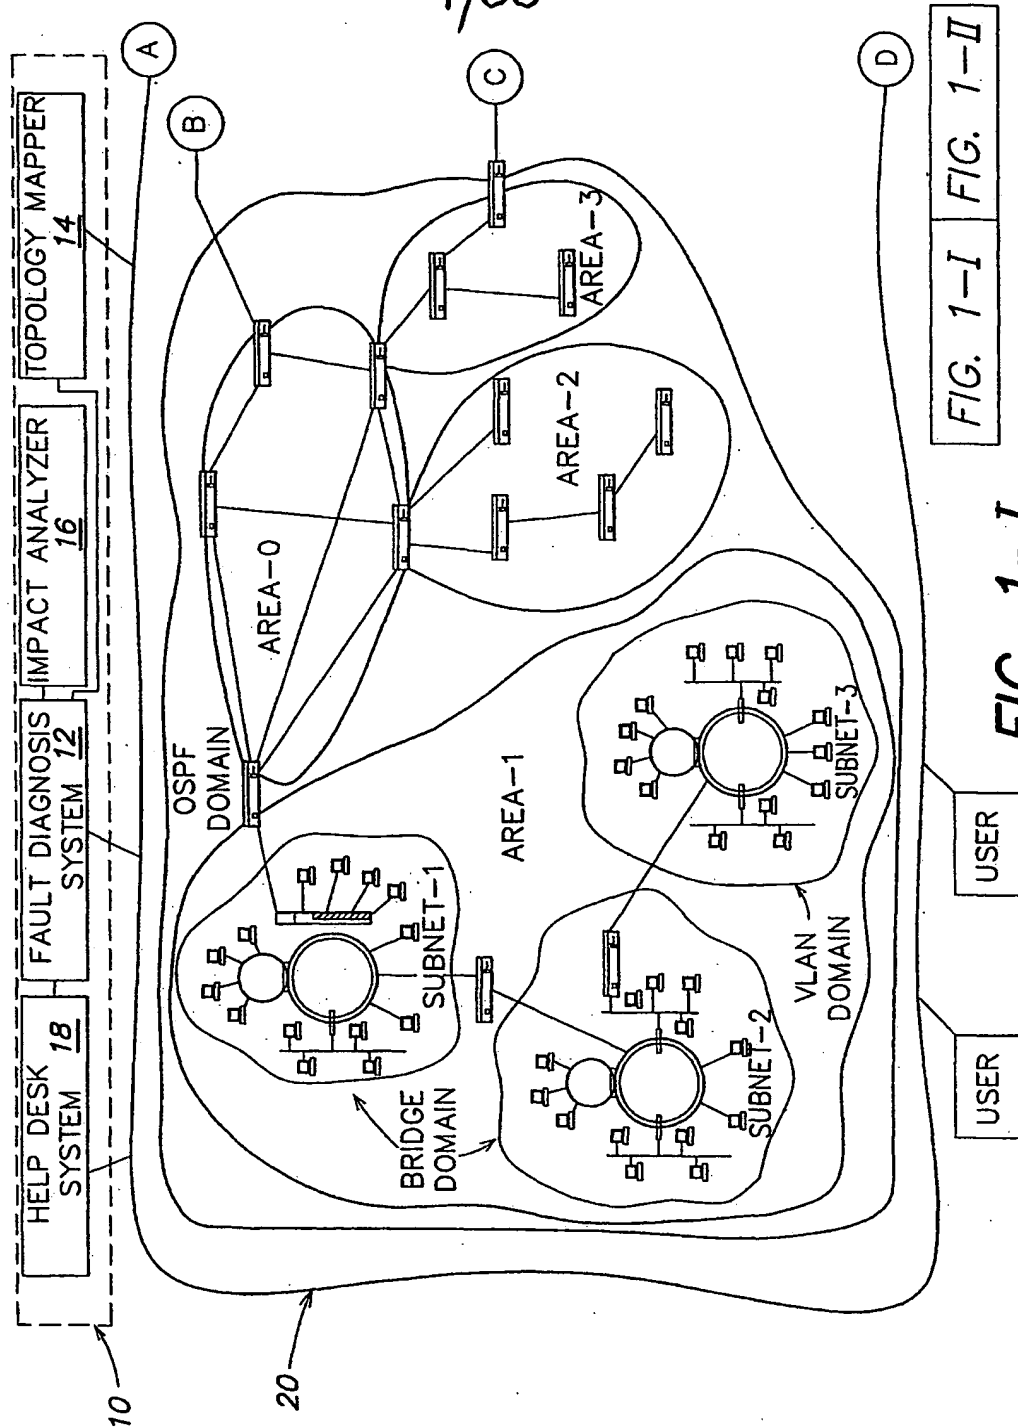 HELP DESK
SYSTEM 18
FAULT DIAGNOSIS
SYSTEM 12
IMPACT ANALYZER
16
TOPOLOGY MAPPER
14
10
20
A
B
C
D
OSPF
DOMAIN
AREA-0
AREA-1
AREA-2
AREA-3
SUBNET-1
SUBNET-2
SUBNET-3
BRIDGE
DOMAIN
VLAN
DOMAIN
USER
USER
FIG. 1-I
FIG. 1-I
FIG. 1-II